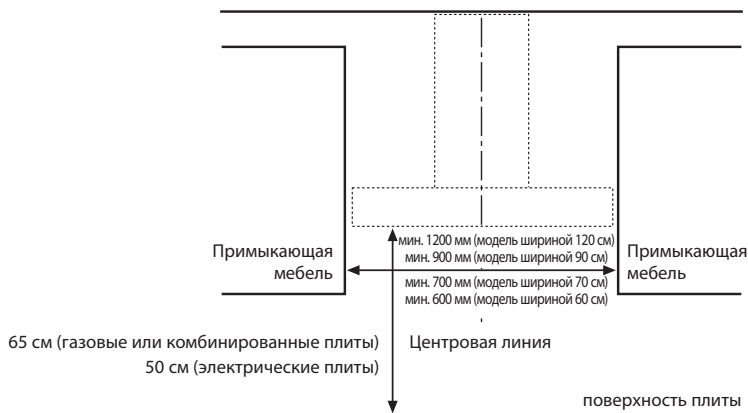 мин. 1200 мм (модель шириной 120 см)
мин. 900 мм (модель шириной 90 см)
Примыкающая
мебель
Примыкающая
мебель
мин. 700 мм (модель шириной 70 см)
мин. 600 мм (модель шириной 60 см)
65 см (газовые или комбинированные плиты)
50 см (электрические плиты)
Центровая линия
поверхность плиты